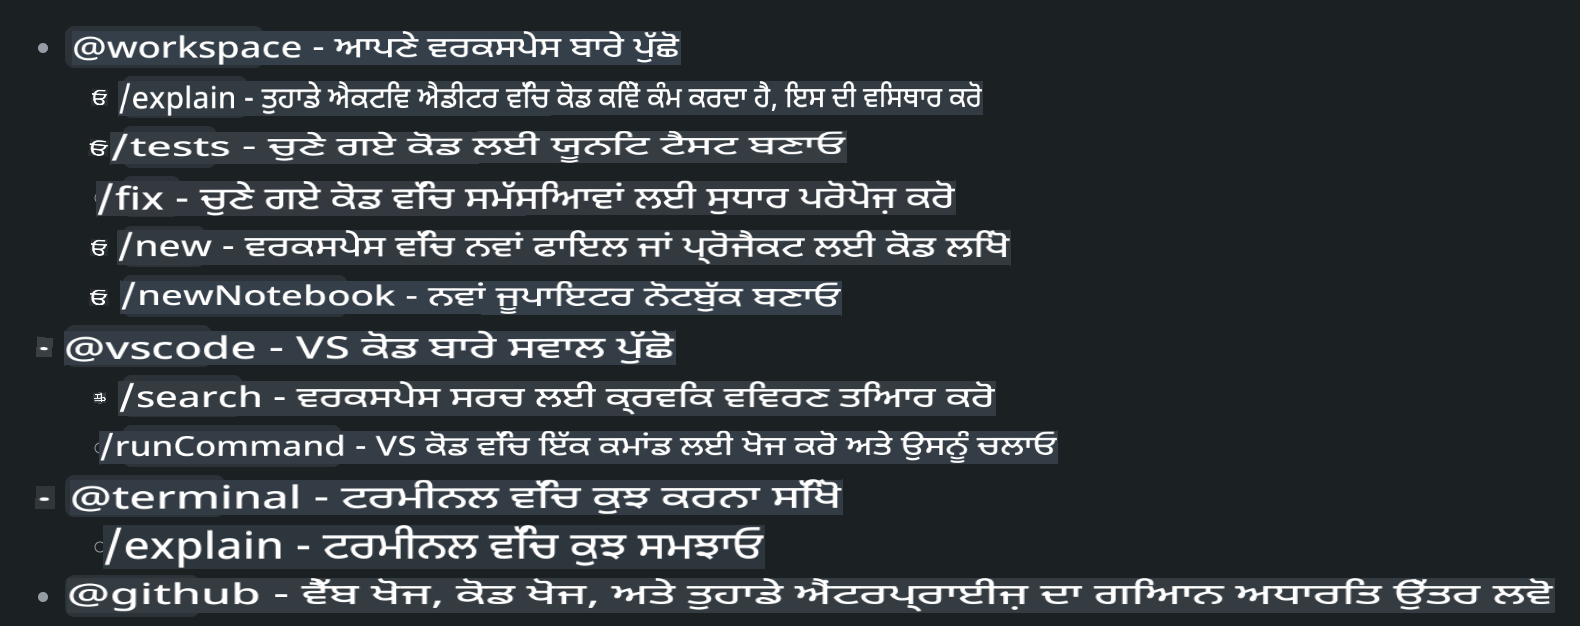 @workspace - ਆਪਣੇ ਵਰਕਸਪੇਸ ਬਾਰੇ ਪੁੱਛੋ
/explain - ਤੁਹਾਡੇ ਐਕਟਿਵ ਐਡੀਟਰ ਵਿੱਚ ਕੋਡ ਕਿਵੇਂ ਕੰਮ ਕਰਦਾ ਹੈ, ਇਸ ਦੀ ਵਿਸਥਾਰ ਕਰੋ
/tests - ਚੁਣੇ ਗਏ ਕੋਡ ਲਈ ਯੂਨਿਟ ਟੈਸਟ ਬਣਾਓ
/fix - ਚੁਣੇ ਗਏ ਕੋਡ ਵਿੱਚ ਸਮੱਸਿਆਵਾਂ ਲਈ ਸੁਧਾਰ ਪਰੋਪੋਜ਼ ਕਰੋ
/new - ਵਰਕਸਪੇਸ ਵਿੱਚ ਨਵਾਂ ਫਾਇਲ ਜਾਂ ਪ੍ਰੋਜੈਕਟ ਲਈ ਕੋਡ ਲਿਖੋ
/newNotebook - ਨਵਾਂ ਜੂਪਾਇਟਰ ਨੋਟਬੁੱਕ ਬਣਾਓ
@vscode - VS ਕੋਡ ਬਾਰੇ ਸਵਾਲ ਪੁੱਛੋ
/search - ਵਰਕਸਪੇਸ ਸਰਚ ਲਈ ਕ੍ਰਵਕਿ ਵਿਵਰਣ ਤਿਆਰ ਕਰੋ
/runCommand - VS ਕੋਡ ਵਿੱਚ ਇੱਕ ਕਮਾਂਡ ਲਈ ਖੋਜ ਕਰੋ ਅਤੇ ਉਸਨੂੰ ਚਲਾਓ
@terminal - ਟਰਮੀਨਲ ਵਿੱਚ ਕੁਝ ਕਰਨਾ ਸਿੱਖੋ
/explain - ਟਰਮੀਨਲ ਵਿੱਚ ਕੁਝ ਸਮਝਾਓ
@github - ਵੈੱਬ ਖੋਜ, ਕੋਡ ਖੋਜ, ਅਤੇ ਤੁਹਾਡੇ ਐਂਟਰਪ੍ਰਾਈਜ਼ ਦਾ ਗਿਆਨ ਅਧਾਰਿਤ ਉੱਤਰ ਲਵੋ